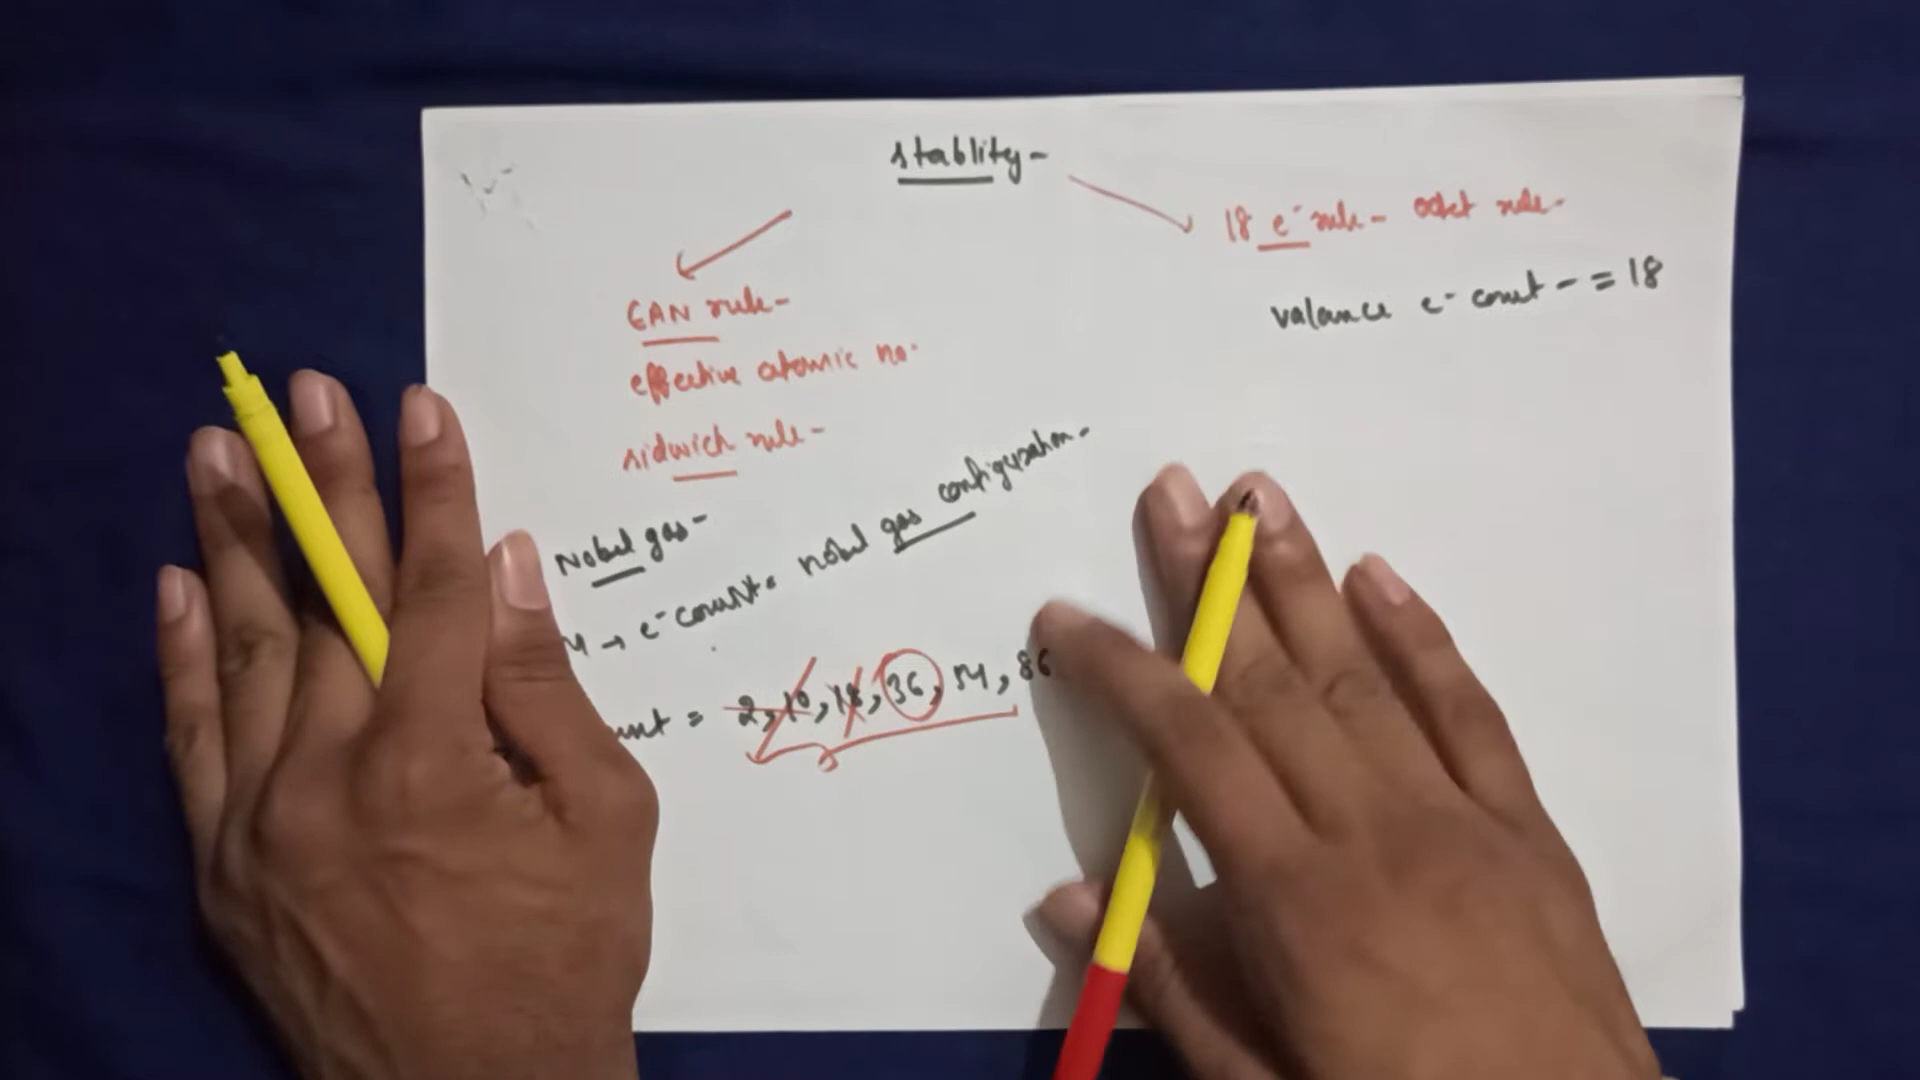 stablity-
18 e⁻ rule - octet rule-
valance e⁻ count - = 18
EAN rule-
effective atomic no.
sidwich rule-
Nobel gas-
M → e⁻ count = nobel gas configuration-
unt = 2, 10, 18, 36, 54, 86